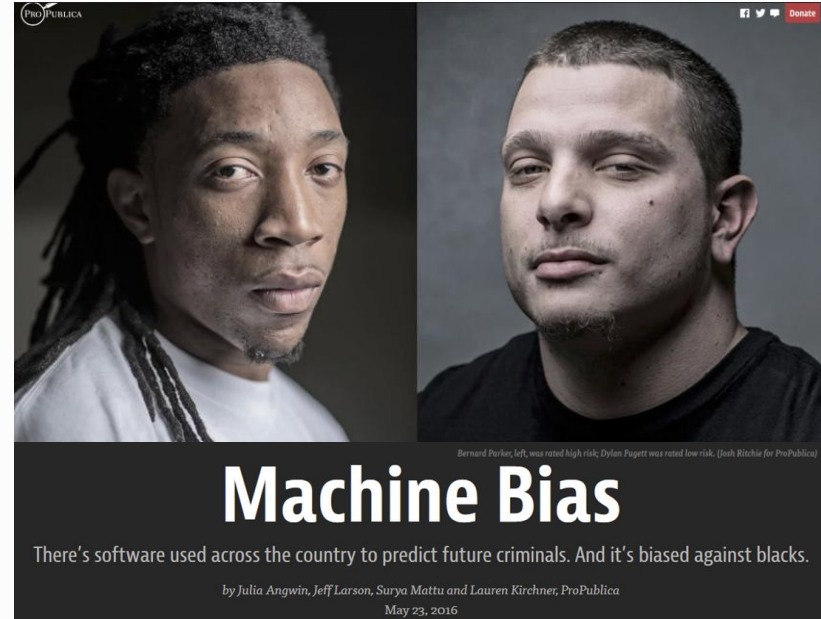 PROPUBLICA
Donate
Bernard Parker, left, was rated high risk; Dylan Fugett was rated low risk. (Josh Ritchie for ProPublica)
Machine Bias
There's software used across the country to predict future criminals. And it's biased against blacks.
by Julia Angwin, Jeff Larson, Surya Mattu and Lauren Kirchner, ProPublica
May 23, 2016